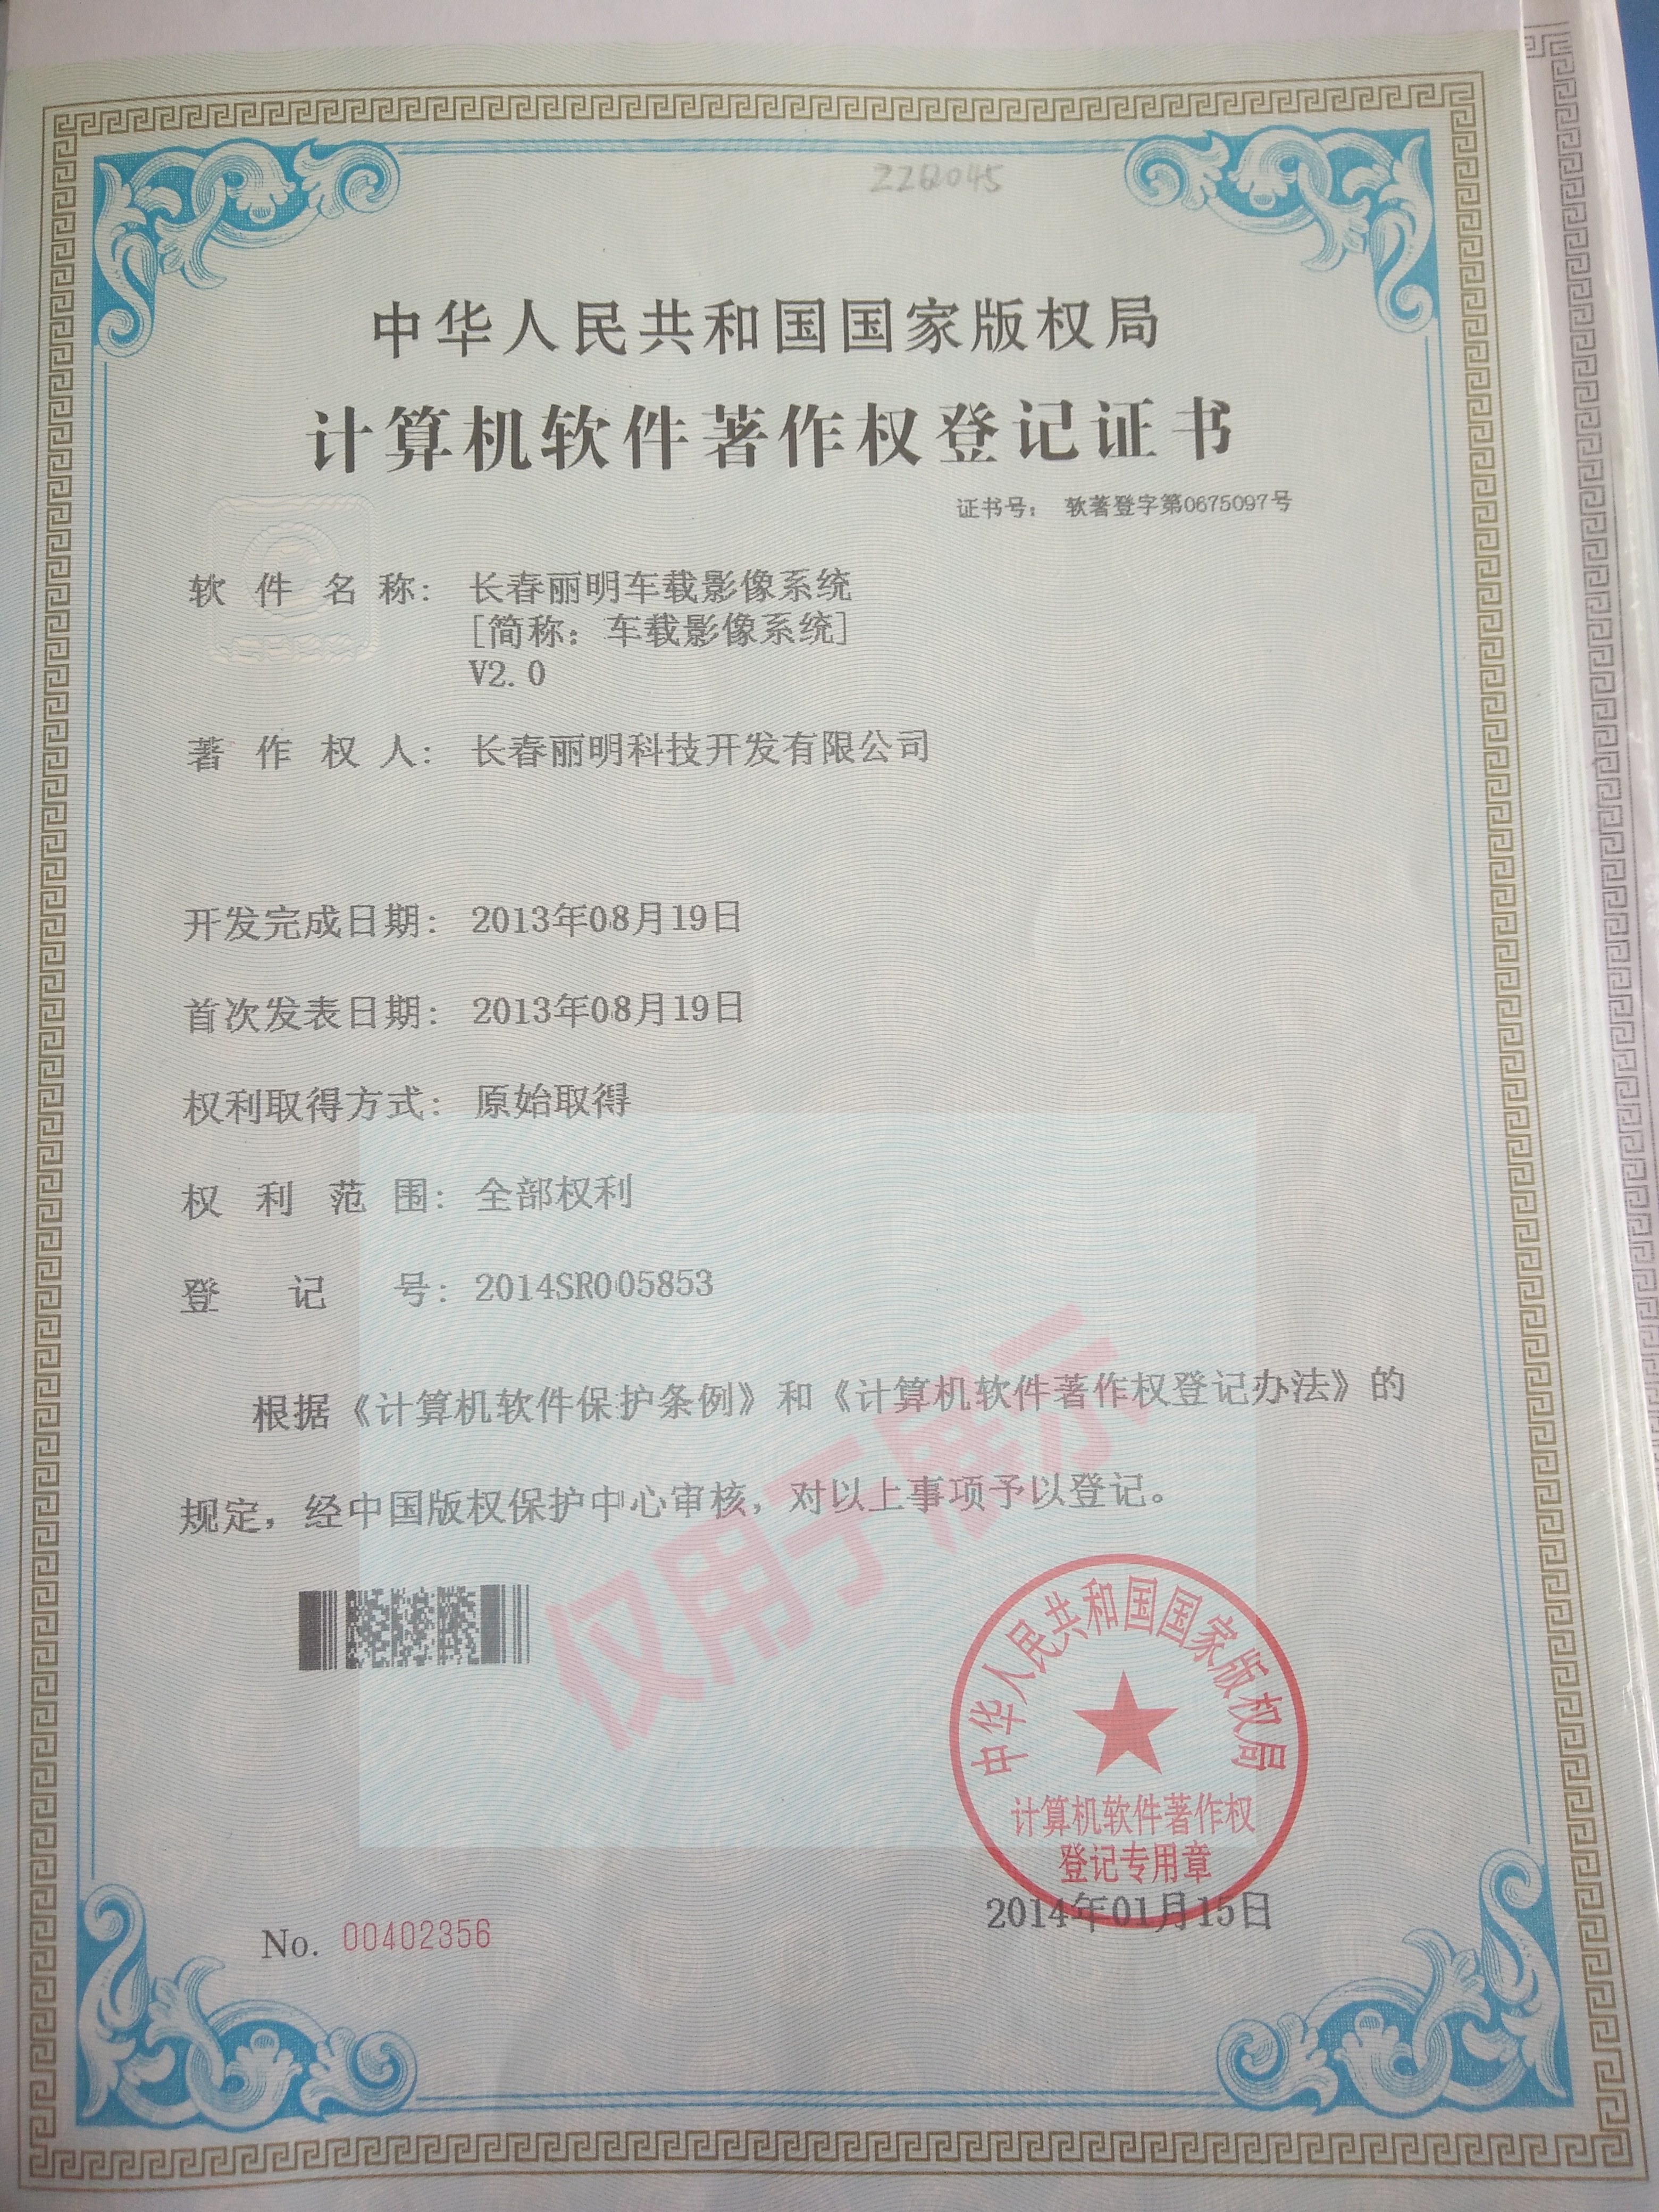 中华人民共和国国家版权局
计算机软件著作权登记证书
证书号： 软著登字第0675097号
软件名称： 长春丽明车载影像系统
[简称：车载影像系统]
V2.0
著作权人： 长春丽明科技开发有限公司
开发完成日期： 2013年08月19日
首次发表日期： 2013年08月19日
权利取得方式： 原始取得
权利范围： 全部权利
登记号： 2014SR005853
根据《计算机软件保护条例》和《计算机软件著作权登记办法》的
规定，经中国版权保护中心审核，对以上事项予以登记。
仅用于展示
中华人民共和国国家版权局
计算机软件著作权
登记专用章
2014年01月15日
No. 00402356